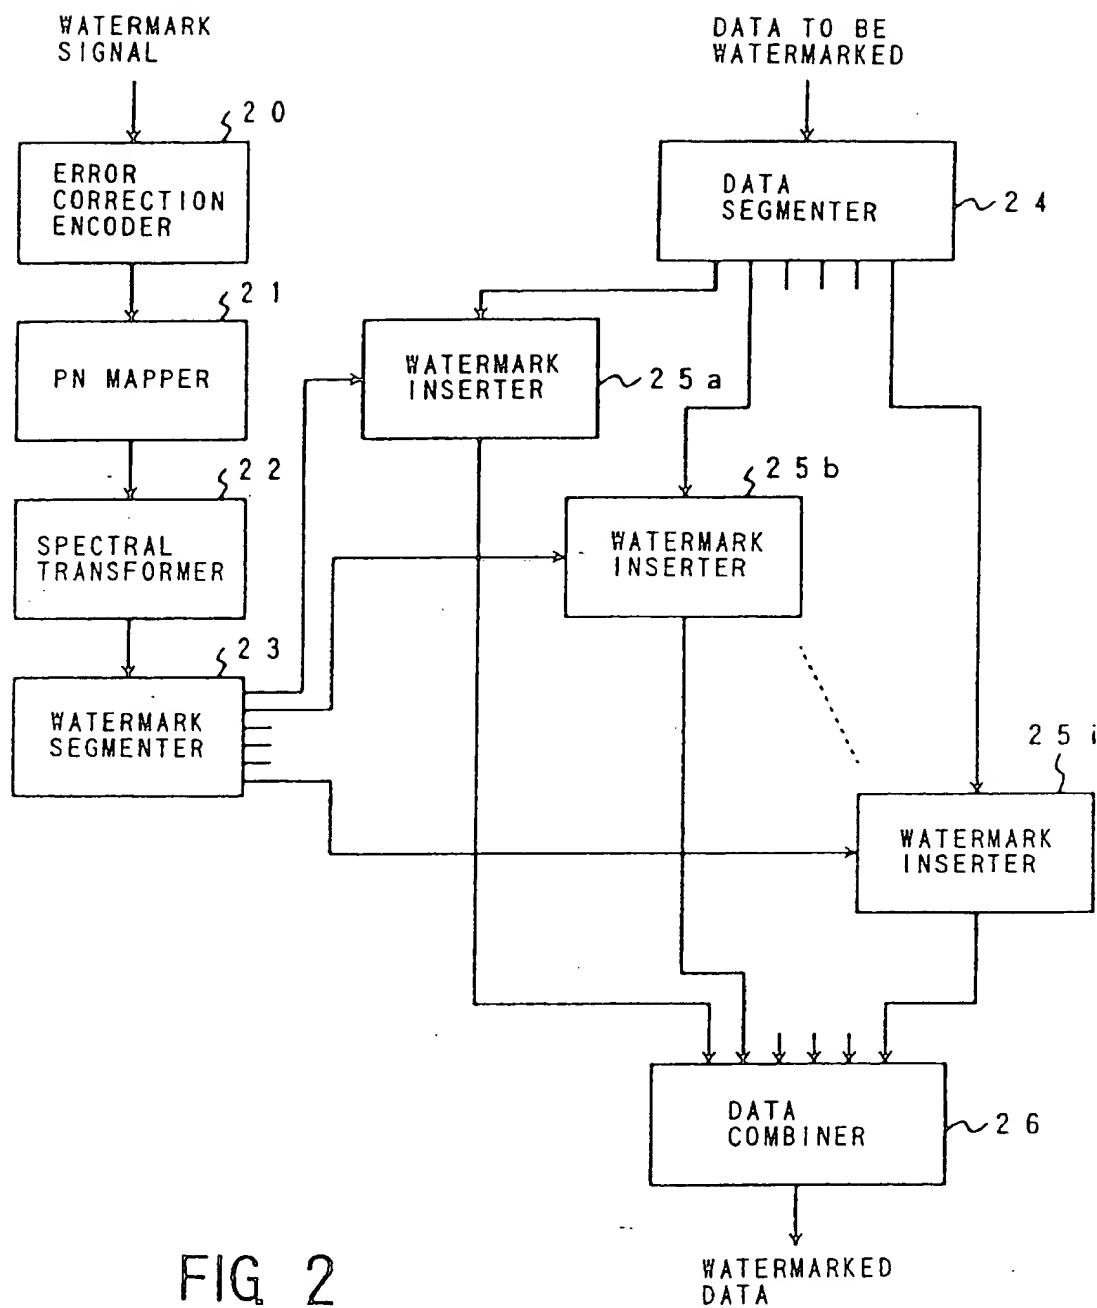 WATERMARK
SIGNAL
DATA TO BE
WATERMARKED
20
ERROR
CORRECTION
ENCODER
DATA
SEGMENTER
24
21
PN MAPPER
WATERMARK
INSERTER
25a
22
SPECTRAL
TRANSFORMER
25b
WATERMARK
INSERTER
23
WATERMARK
SEGMENTER
25i
WATERMARK
INSERTER
DATA
COMBINER
26
WATERMARKED
DATA
FIG. 2